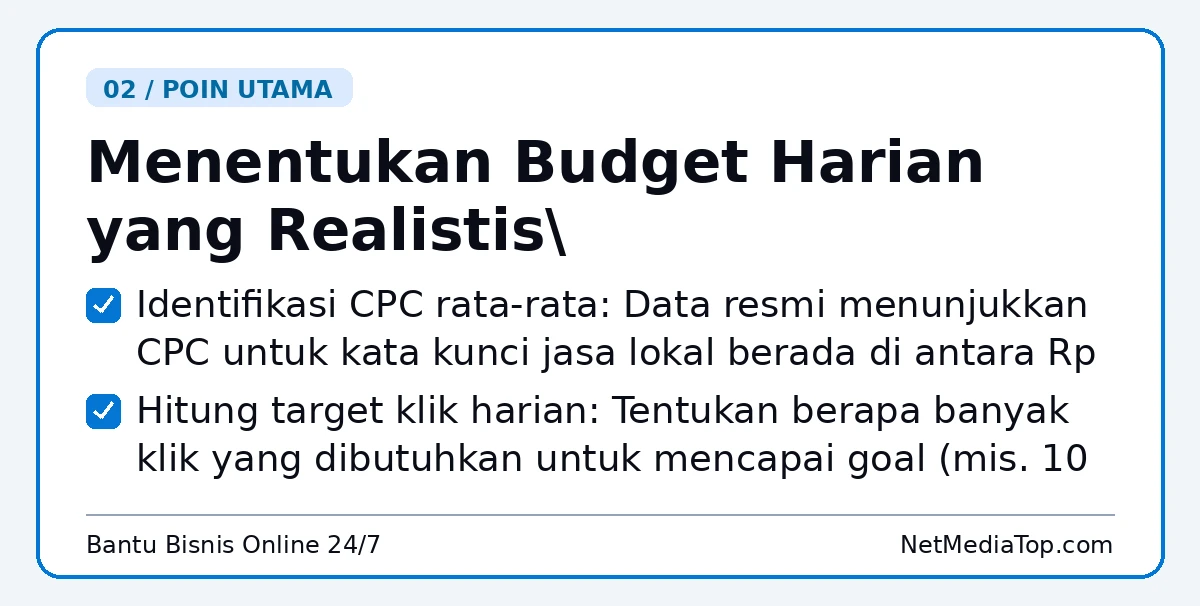 02 / POIN UTAMA
Menentukan Budget Harian
yang Realistis\
Identifikasi CPC rata-rata: Data resmi menunjukkan
CPC untuk kata kunci jasa lokal berada di antara Rp
Hitung target klik harian: Tentukan berapa banyak
klik yang dibutuhkan untuk mencapai goal (mis. 10
Bantu Bisnis Online 24/7
NetMediaTop.com